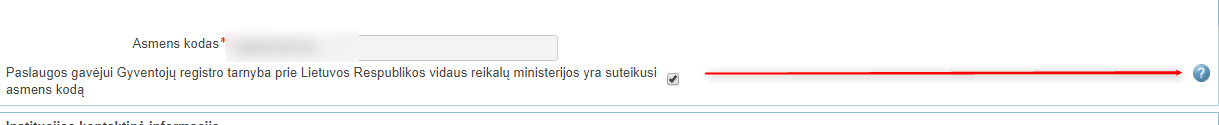 Asmens kodas*
Paslaugos gavėjui Gyventojų registro tarnyba prie Lietuvos Respublikos vidaus reikalų ministerijos yra suteikusi
asmens kodą
?